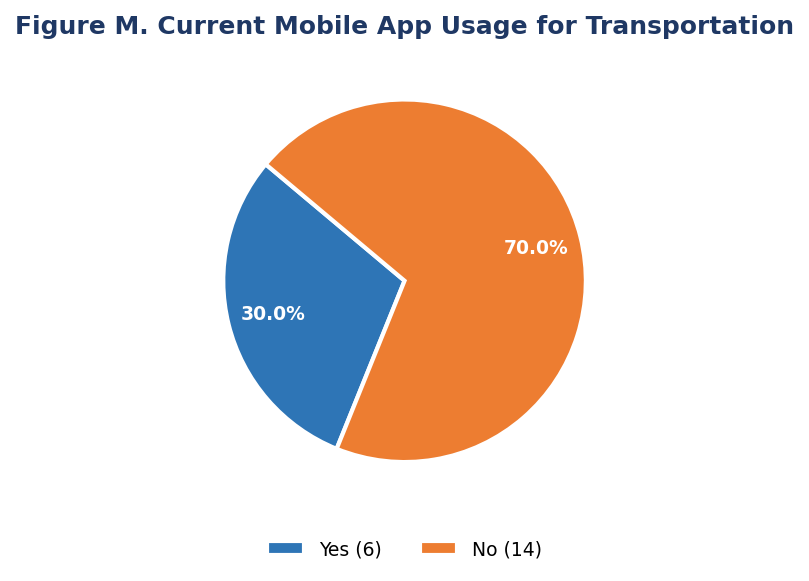 Figure M. Current Mobile App Usage for Transportation
70.0%
30.0%
Yes (6)
No (14)